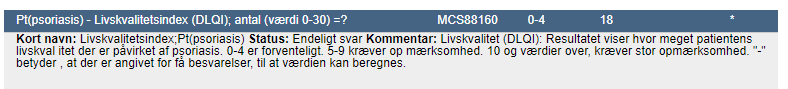 Pt(psoriasis) - Livskvalitetsindex (DLQI); antal (værdi 0-30) =? MCS88160 0-4 18 *
Kort navn: Livskvalitetsindex;Pt(psoriasis) Status: Endeligt svar Kommentar: Livskvalitet (DLQI): Resultatet viser hvor meget patientens
livskval itet der er påvirket af psoriasis. 0-4 er forventeligt. 5-9 kræver op mærksomhed. 10 og værdier over, kræver stor opmærksomhed. "-"
betyder , at der er angivet for få besvarelser, til at værdien kan beregnes.